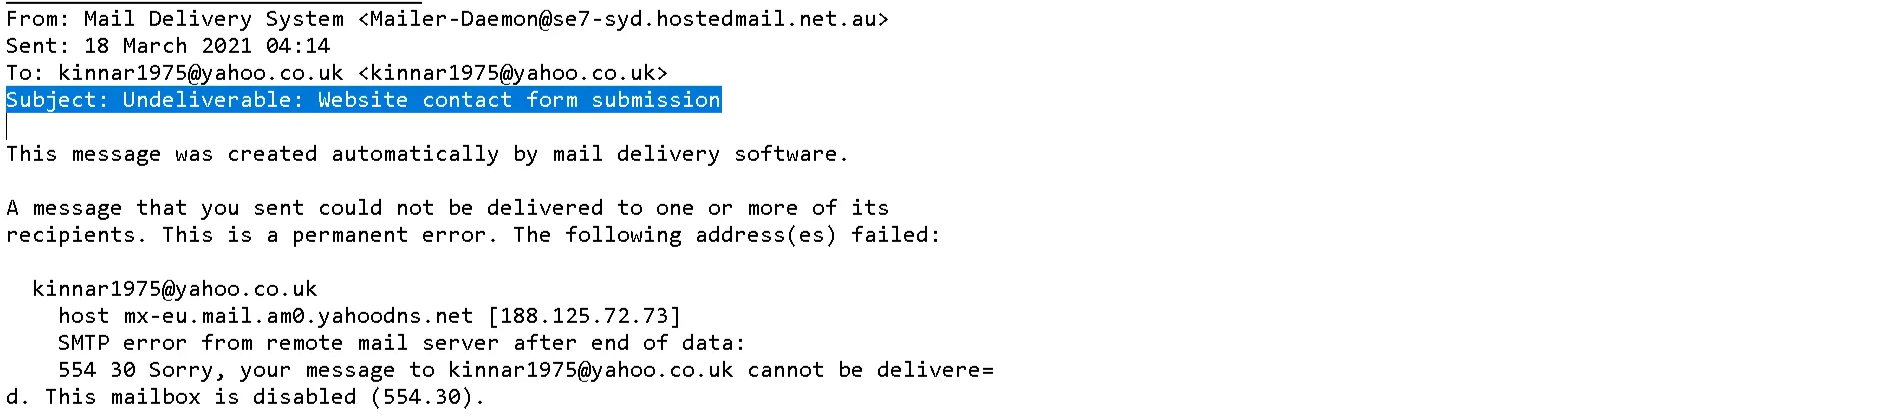 From: Mail Delivery System <Mailer-Daemon@se7-syd.hostedmail.net.au>
Sent: 18 March 2021 04:14
To: kinnar1975@yahoo.co.uk <kinnar1975@yahoo.co.uk>
Subject: Undeliverable: Website contact form submission
This message was created automatically by mail delivery software.
A message that you sent could not be delivered to one or more of its
recipients. This is a permanent error. The following address(es) failed:
kinnar1975@yahoo.co.uk
host mx-eu.mail.am0.yahoodns.net [188.125.72.73]
SMTP error from remote mail server after end of data:
554 30 Sorry, your message to kinnar1975@yahoo.co.uk cannot be delivere=
d. This mailbox is disabled (554.30).